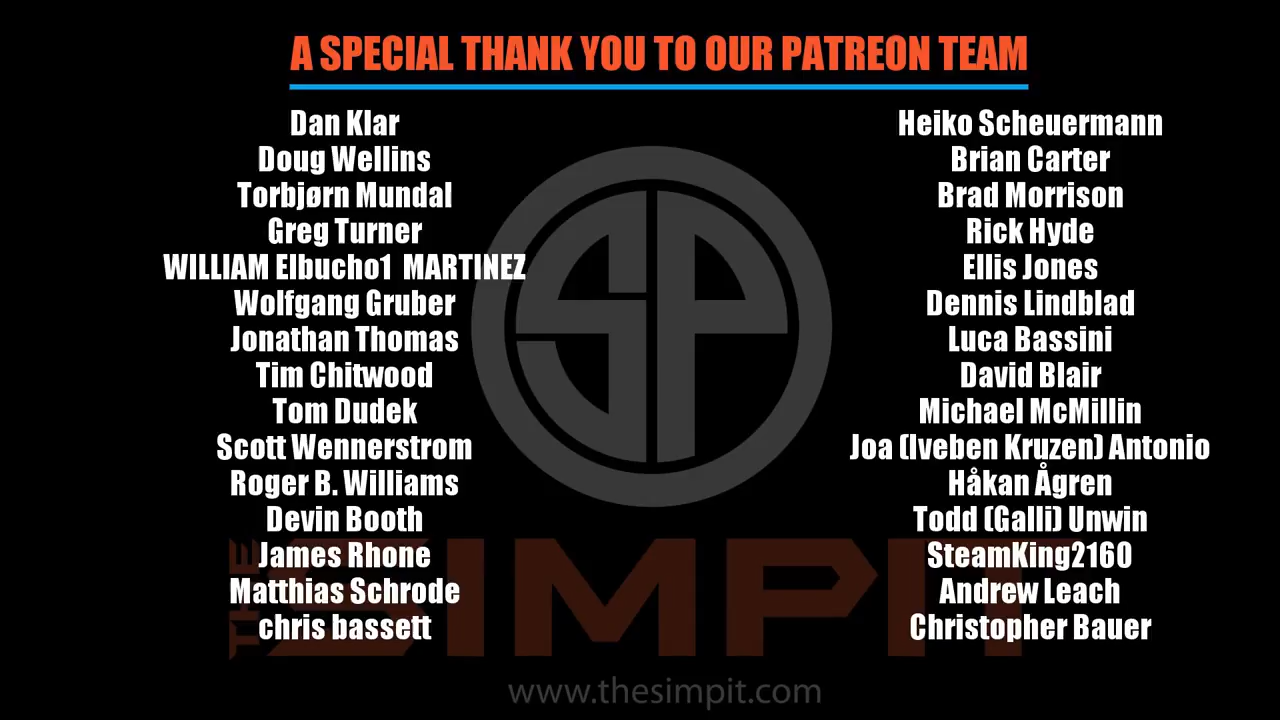 A SPECIAL THANK YOU TO OUR PATREON TEAM
Dan Klar
Doug Wellins
Torbjørn Mundal
Greg Turner
WILLIAM Elbucho1 MARTINEZ
Wolfgang Gruber
Jonathan Thomas
Tim Chitwood
Tom Dudek
Scott Wennerstrom
Roger B. Williams
Devin Booth
James Rhone
Matthias Schrode
chris bassett
Heiko Scheuermann
Brian Carter
Brad Morrison
Rick Hyde
Ellis Jones
Dennis Lindblad
Luca Bassini
David Blair
Michael McMillin
Joa (Iveben Kruzen) Antonio
Håkan Ågren
Todd (Galli) Unwin
SteamKing2160
Andrew Leach
Christopher Bauer
SP
THE SIMPIT
www.thesimpit.com